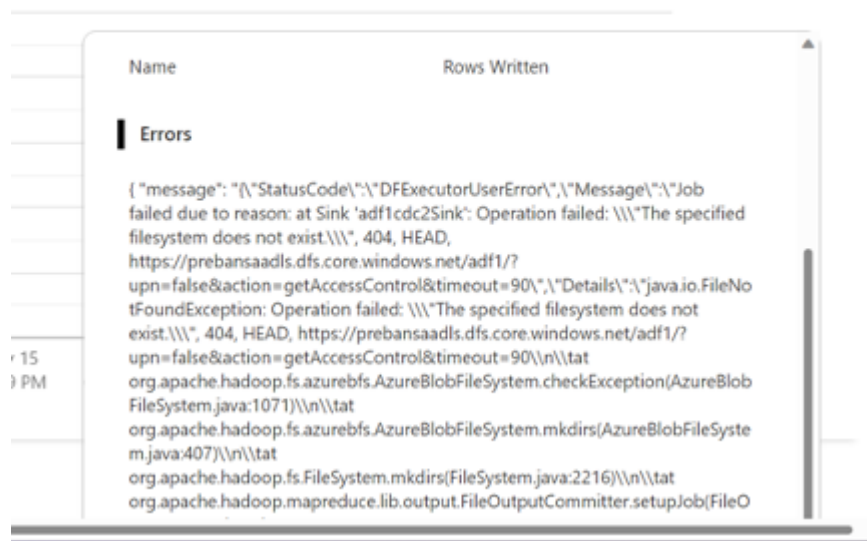 Name Rows Written
Errors
{ "message": "{\"StatusCode\":\"DFExecutorUserError\",\"Message\":\"Job
failed due to reason: at Sink 'adf1cdc2Sink': Operation failed: \\\"The specified
filesystem does not exist.\\\", 404, HEAD,
https://prebansaadls.dfs.core.windows.net/adf1/?
upn=false&action=getAccessControl&timeout=90\",\"Details\":\"java.io.FileNo
tFoundException: Operation failed: \\\"The specified filesystem does not
exist.\\\", 404, HEAD, https://prebansaadls.dfs.core.windows.net/adf1/?
upn=false&action=getAccessControl&timeout=90\\n\\tat
15
PM
org.apache.hadoop.fs.azurebfs.AzureBlobFileSystem.checkException(AzureBlob
FileSystem.java:1071)\\n\\tat
org.apache.hadoop.fs.azurebfs.AzureBlobFileSystem.mkdirs(AzureBlobFileSyste
m.java:407)\\n\\tat
org.apache.hadoop.fs.FileSystem.mkdirs(FileSystem.java:2216)\\n\\tat
org.apache.hadoop.mapreduce.lib.output.FileOutputCommitter.setupJob(FileO